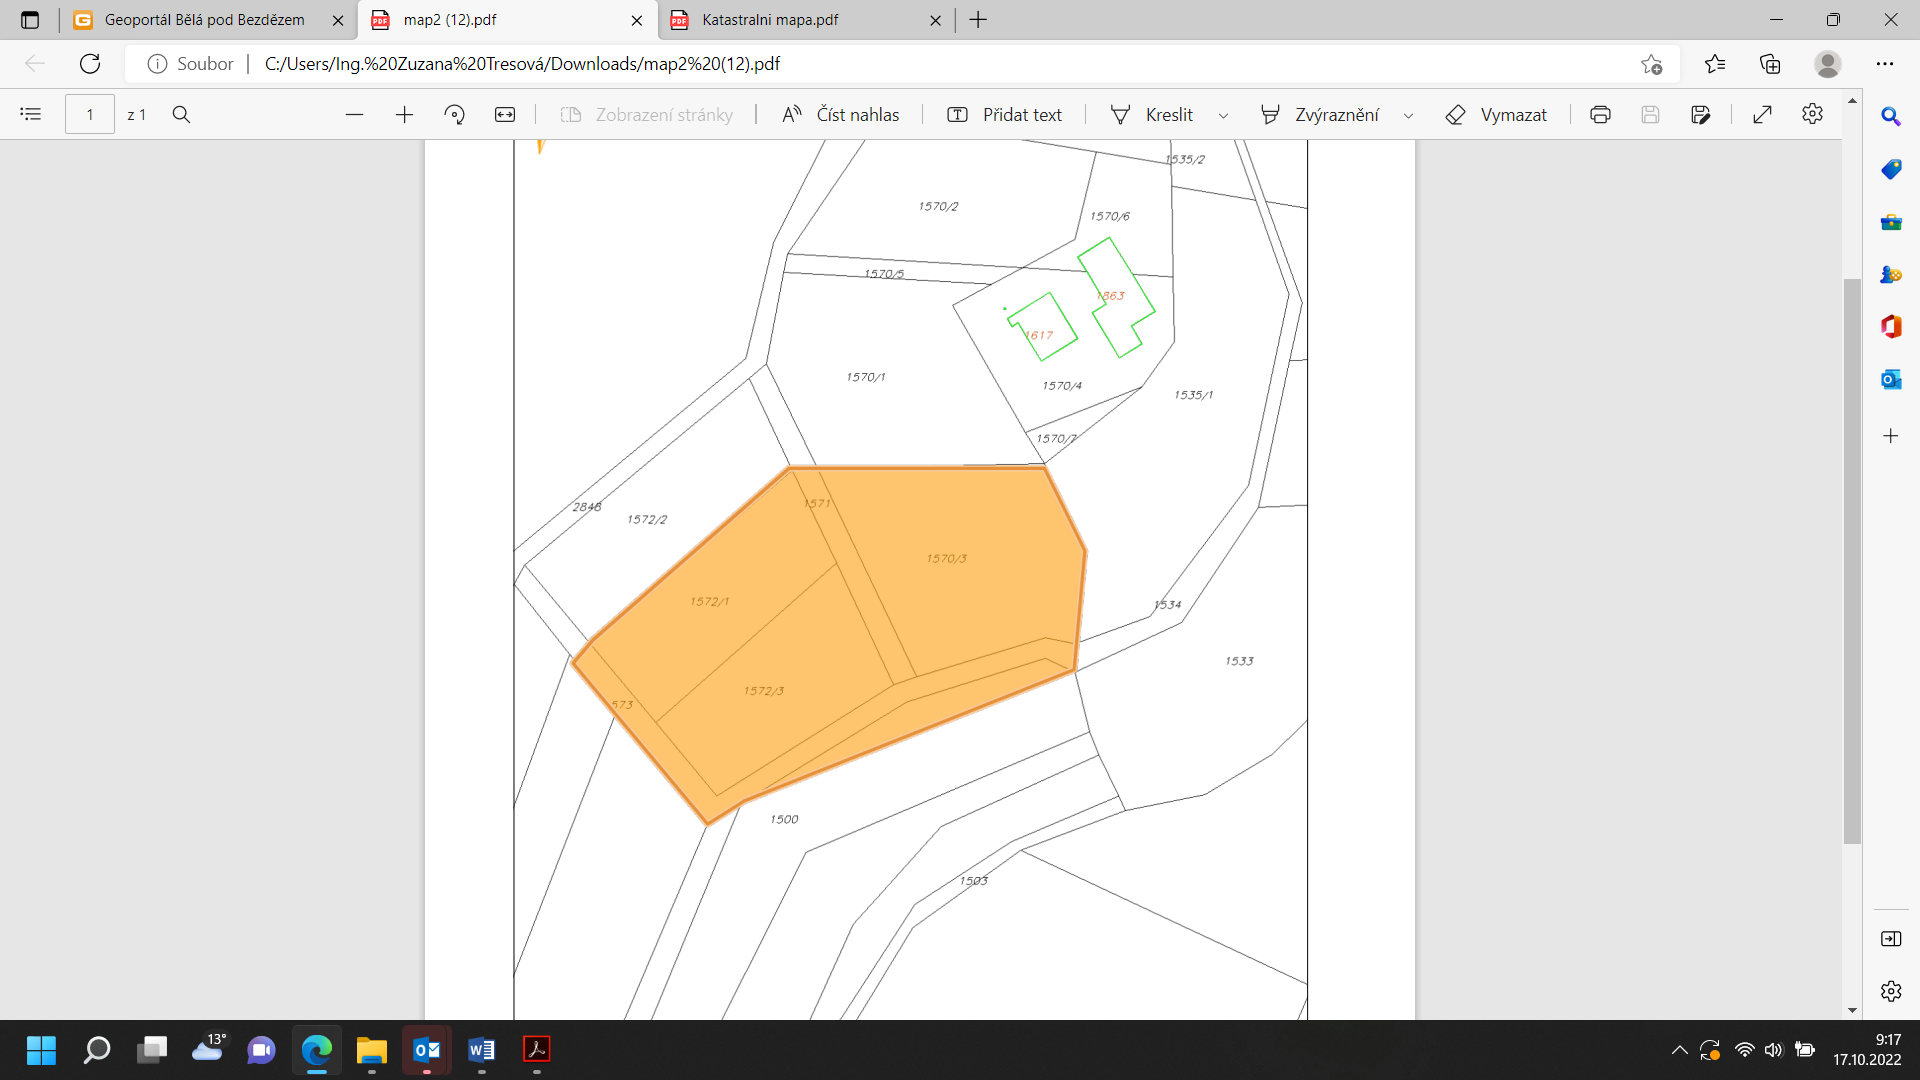 Geoportál Bělá pod Bezdězem
map2 (12).pdf
Katastralni mapa.pdf
Soubor
C:/Users/Ing.%20Zuzana%20Tresová/Downloads/map2%20(12).pdf
1
z 1
Zobrazení stránky
Číst nahlas
Přidat text
Kreslit
Zvýraznění
Vymazat
1535/2
1570/2
1570/6
1570/5
1863
1617
1570/1
1570/4
1535/1
1570/7
2848
1572/2
1571
1570/3
1572/1
1534
1533
1572/3
573
1500
1503
13°
9:17
17.10.2022